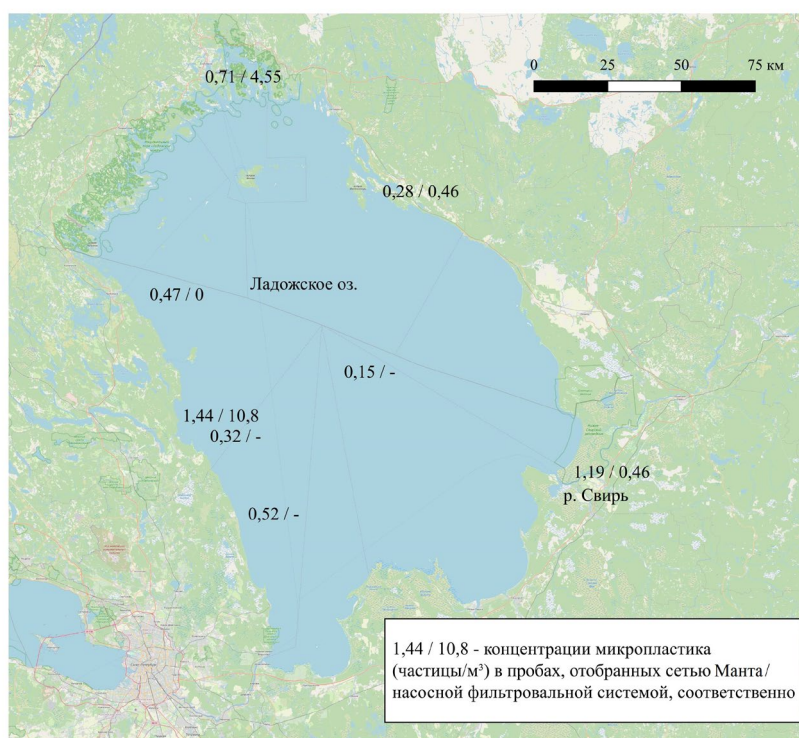 0,71 / 4,55
0 25 50 75 км
0,28 / 0,46
Ладожское оз.
0,47 / 0
0,15 / -
1,44 / 10,8
0,32 / -
1,19 / 0,46
р. Свирь
0,52 / -
1,44 / 10,8 - концентрации микропластика
(частицы/м³) в пробах, отобранных сетью Манта/
насосной фильтровальной системой, соответственно